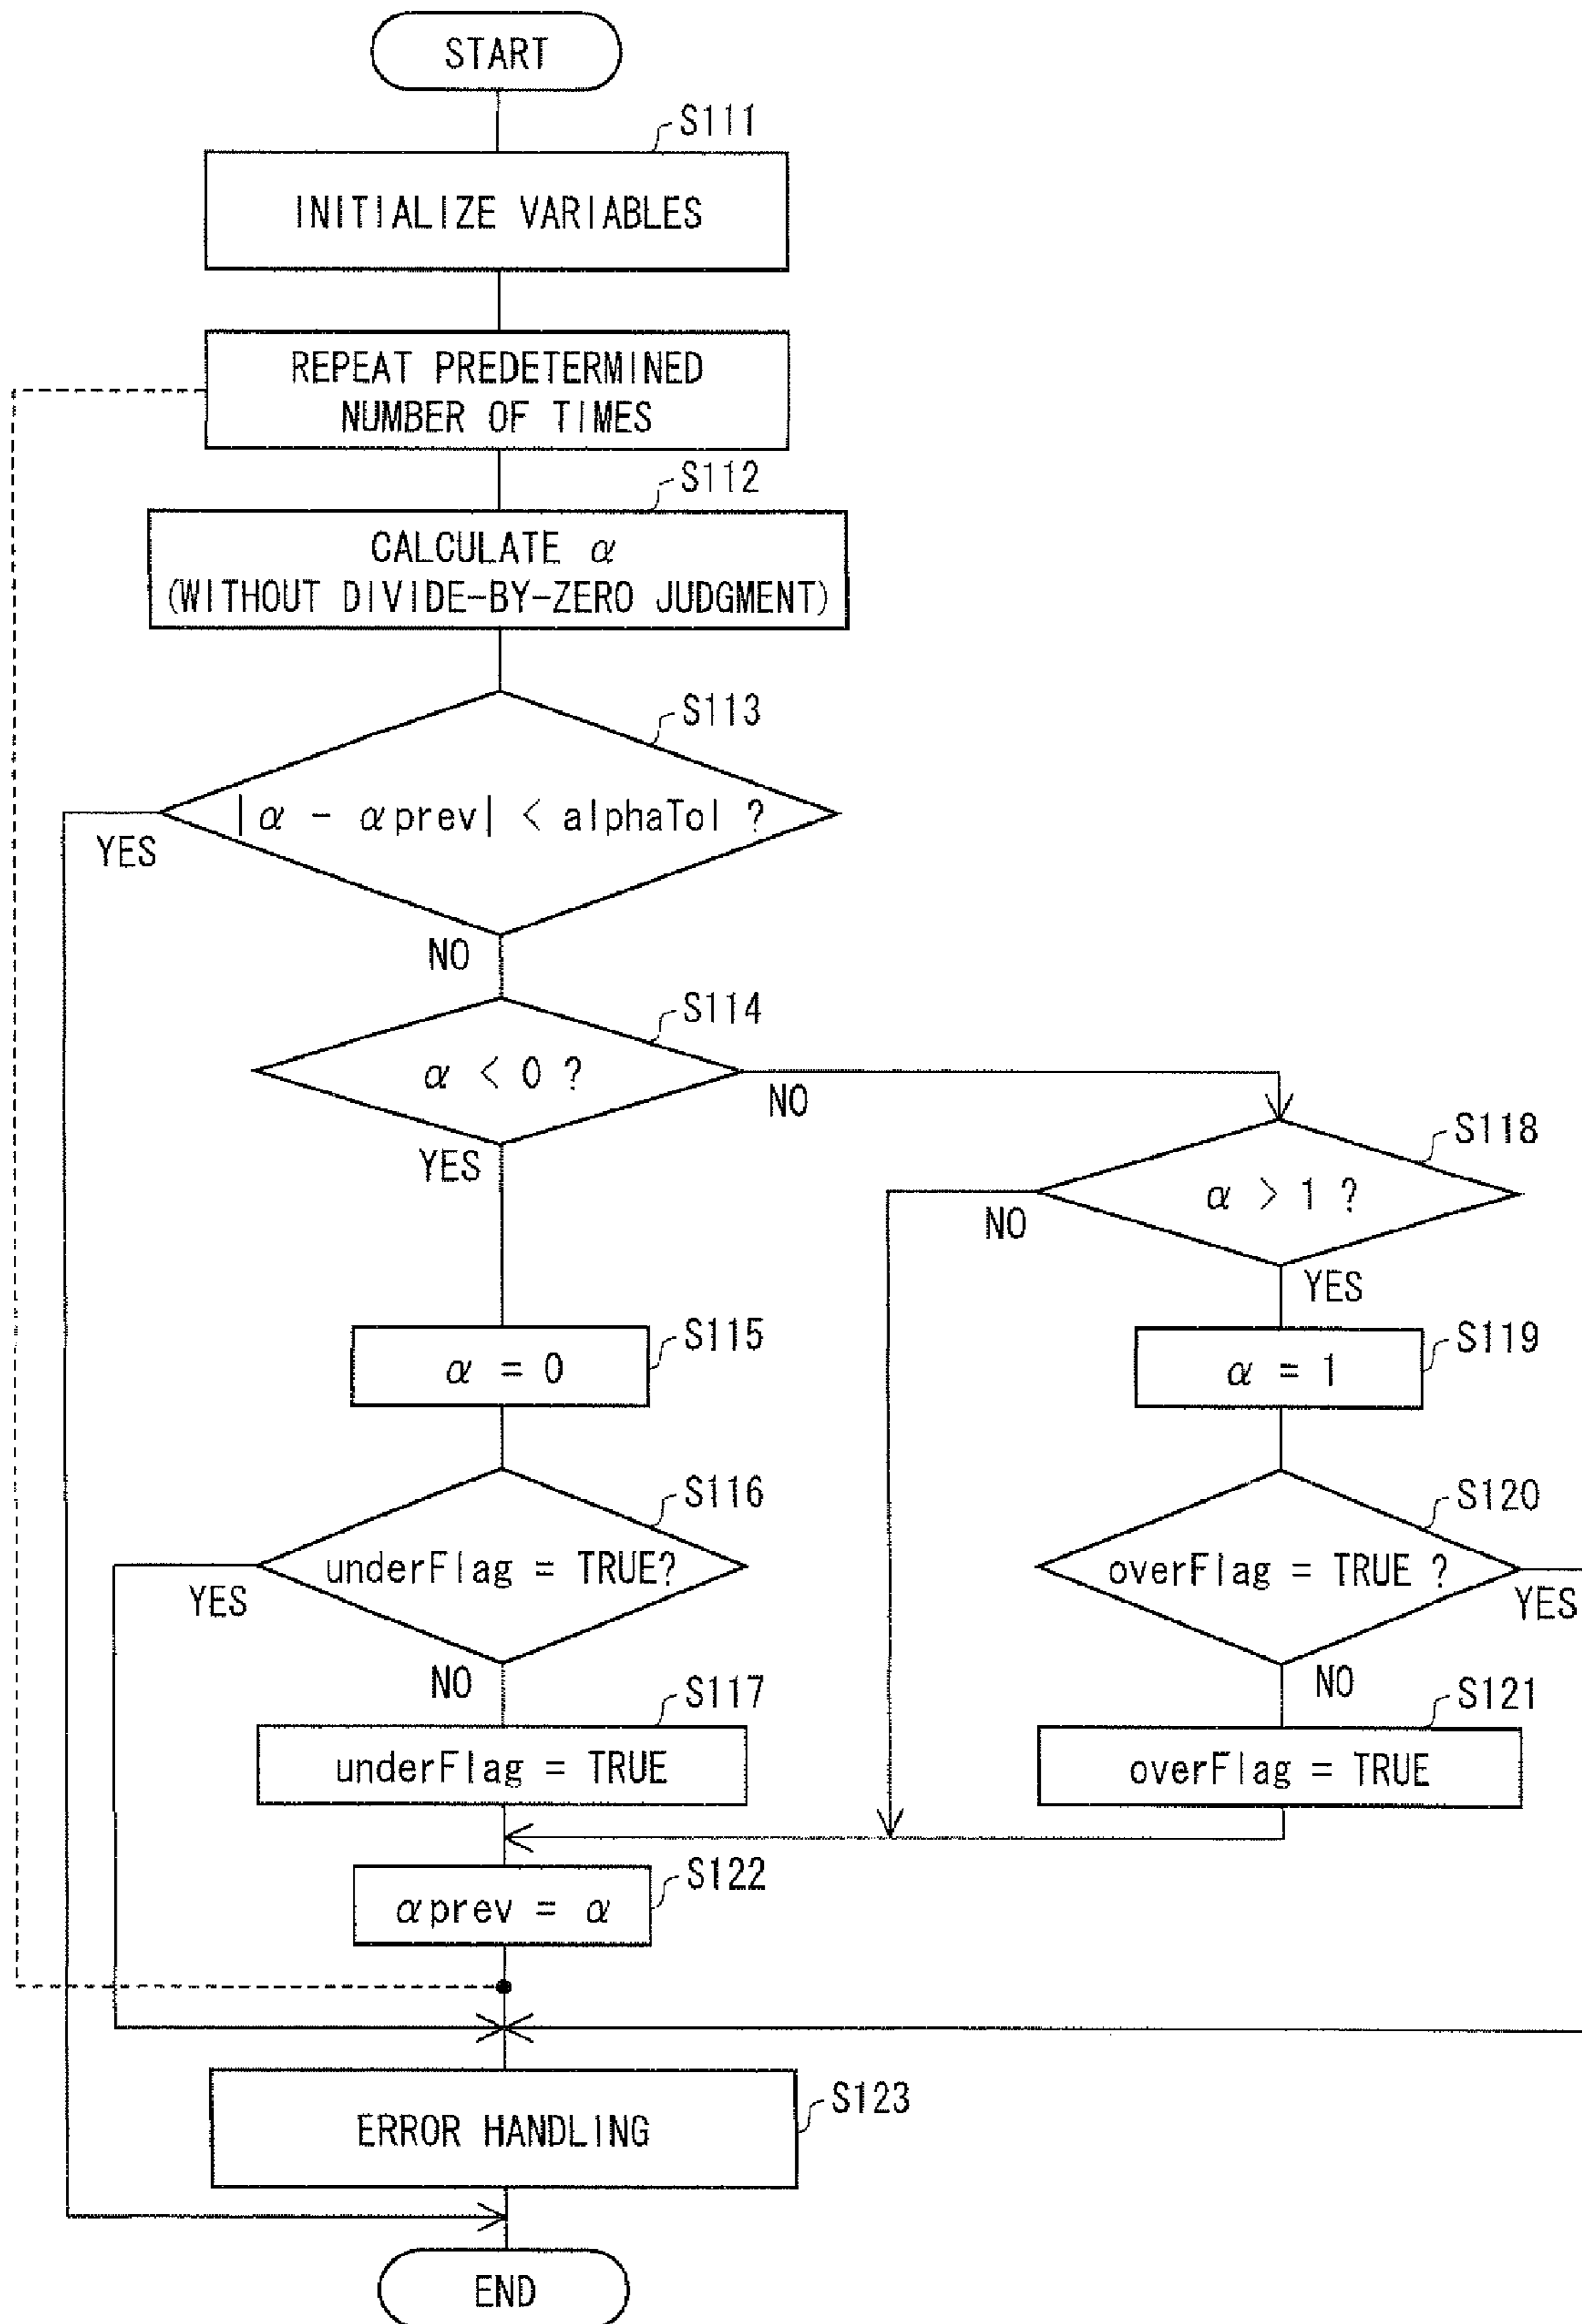 START
S111
INITIALIZE VARIABLES
REPEAT PREDETERMINED
NUMBER OF TIMES
S112
CALCULATE α
(WITHOUT DIVIDE-BY-ZERO JUDGMENT)
S113
|α - αprev| < alphaTol ?
YES
NO
S114
α < 0 ?
NO
YES
S118
α > 1 ?
NO
YES
S115
α = 0
S119
α = 1
S116
underFlag = TRUE?
YES
NO
S120
overFlag = TRUE ?
YES
NO
S117
underFlag = TRUE
S121
overFlag = TRUE
S122
αprev = α
S123
ERROR HANDLING
END